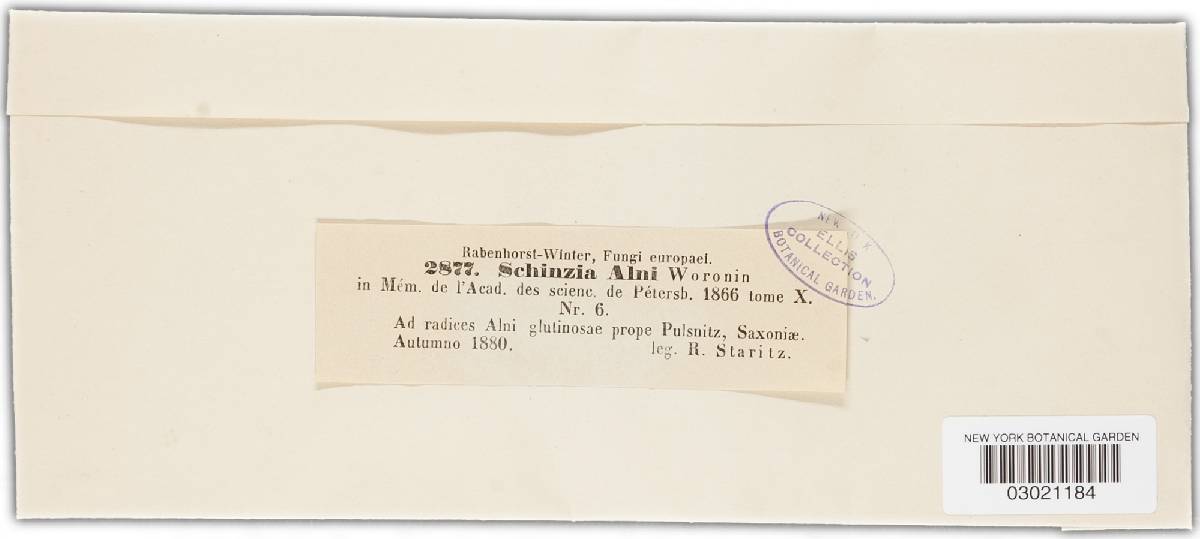 Rabenhorst-Winter, Fungi europaei.
2877. Schinzia Alni Woronin
in Mém. de l'Acad. des scienc. de Pétersb. 1866 tome X.
Nr. 6.
Ad radices Alni glutinosae prope Pulsnitz, Saxoniæ.
Autumno 1880. leg. R. Staritz.
NEW
ELLIS
COLLECTION
BOTANICAL GARDEN.
NEW YORK BOTANICAL GARDEN
03021184